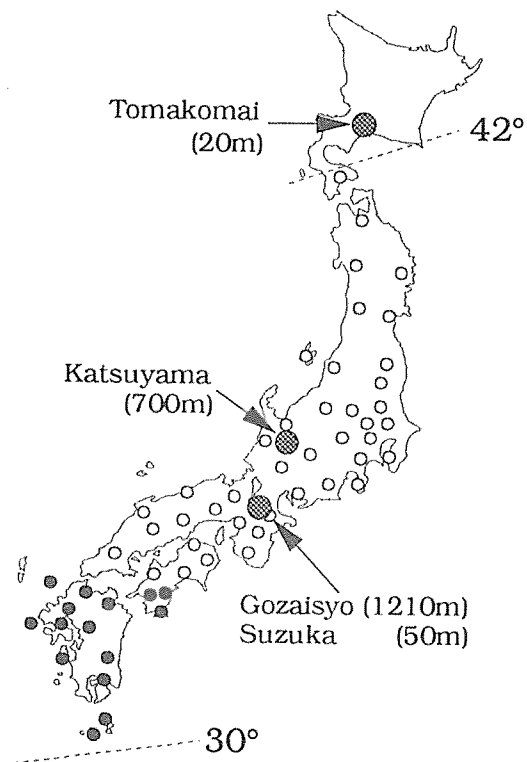 Tomakomai
(20m)
42°
Katsuyama
(700m)
Gozaisyo (1210m)
Suzuka (50m)
30°